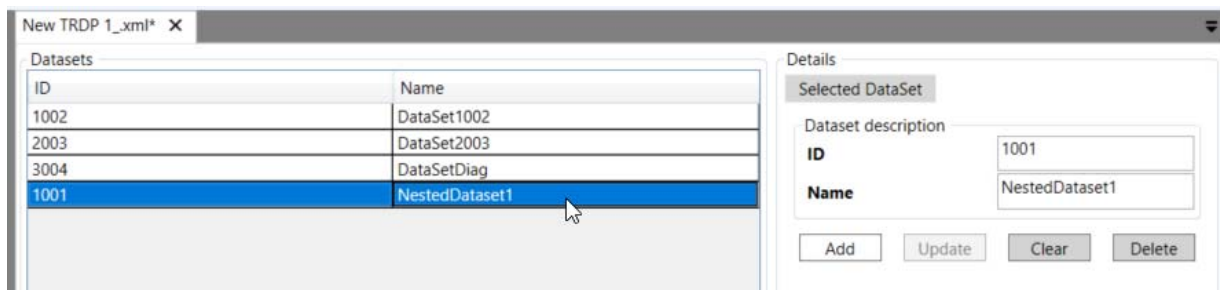 New TRDP 1_.xml* X
Datasets
ID Name
1002 DataSet1002
2003 DataSet2003
3004 DataSetDiag
1001 NestedDataset1
Details
Selected DataSet
Dataset description
ID 1001
Name NestedDataset1
Add Update Clear Delete